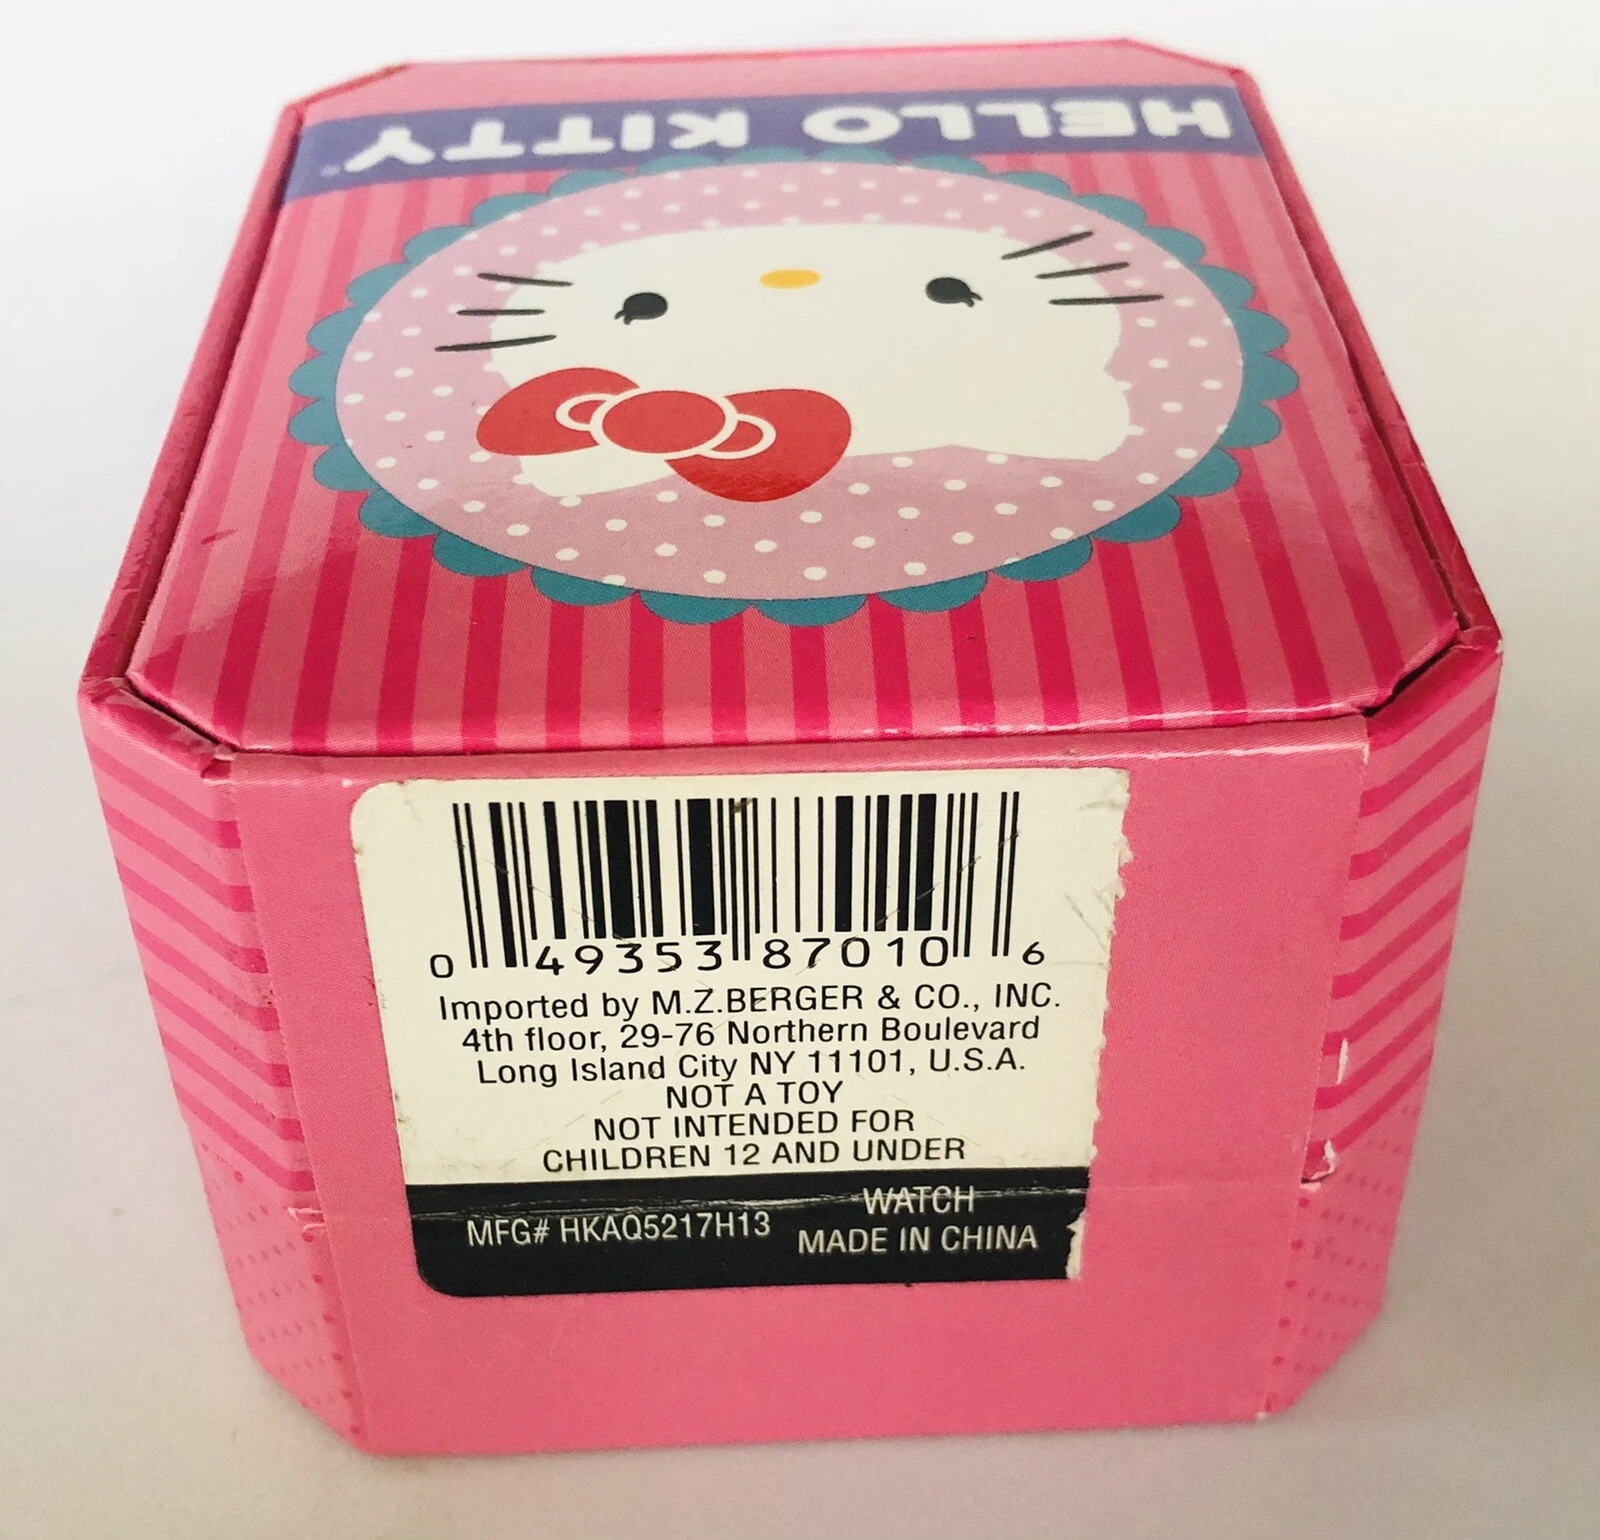 HELLO KITTY®
0 49353 87010 6
Imported by M.Z.BERGER & CO., INC.
4th floor, 29-76 Northern Boulevard
Long Island City NY 11101, U.S.A.
NOT A TOY
NOT INTENDED FOR
CHILDREN 12 AND UNDER
MFG# HKAQ5217H13
WATCH
MADE IN CHINA